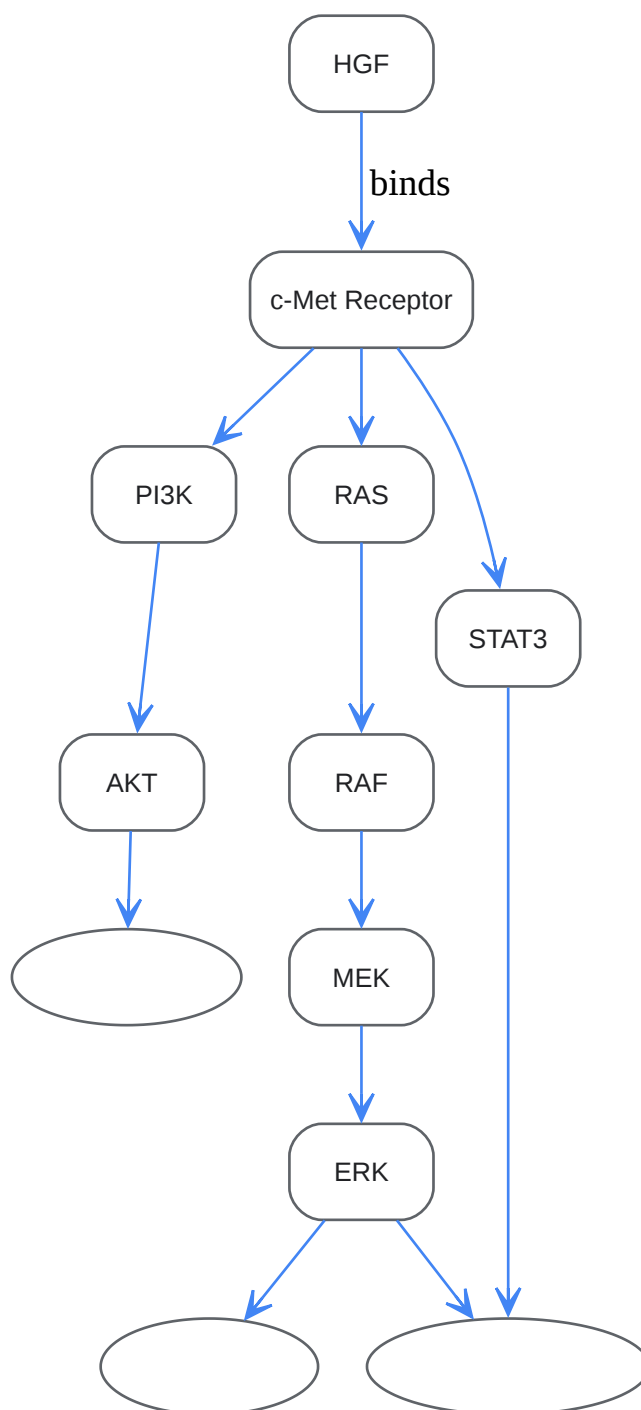 HGF
binds
c-Met Receptor
PI3K
RAS
STAT3
AKT
RAF
MEK
ERK